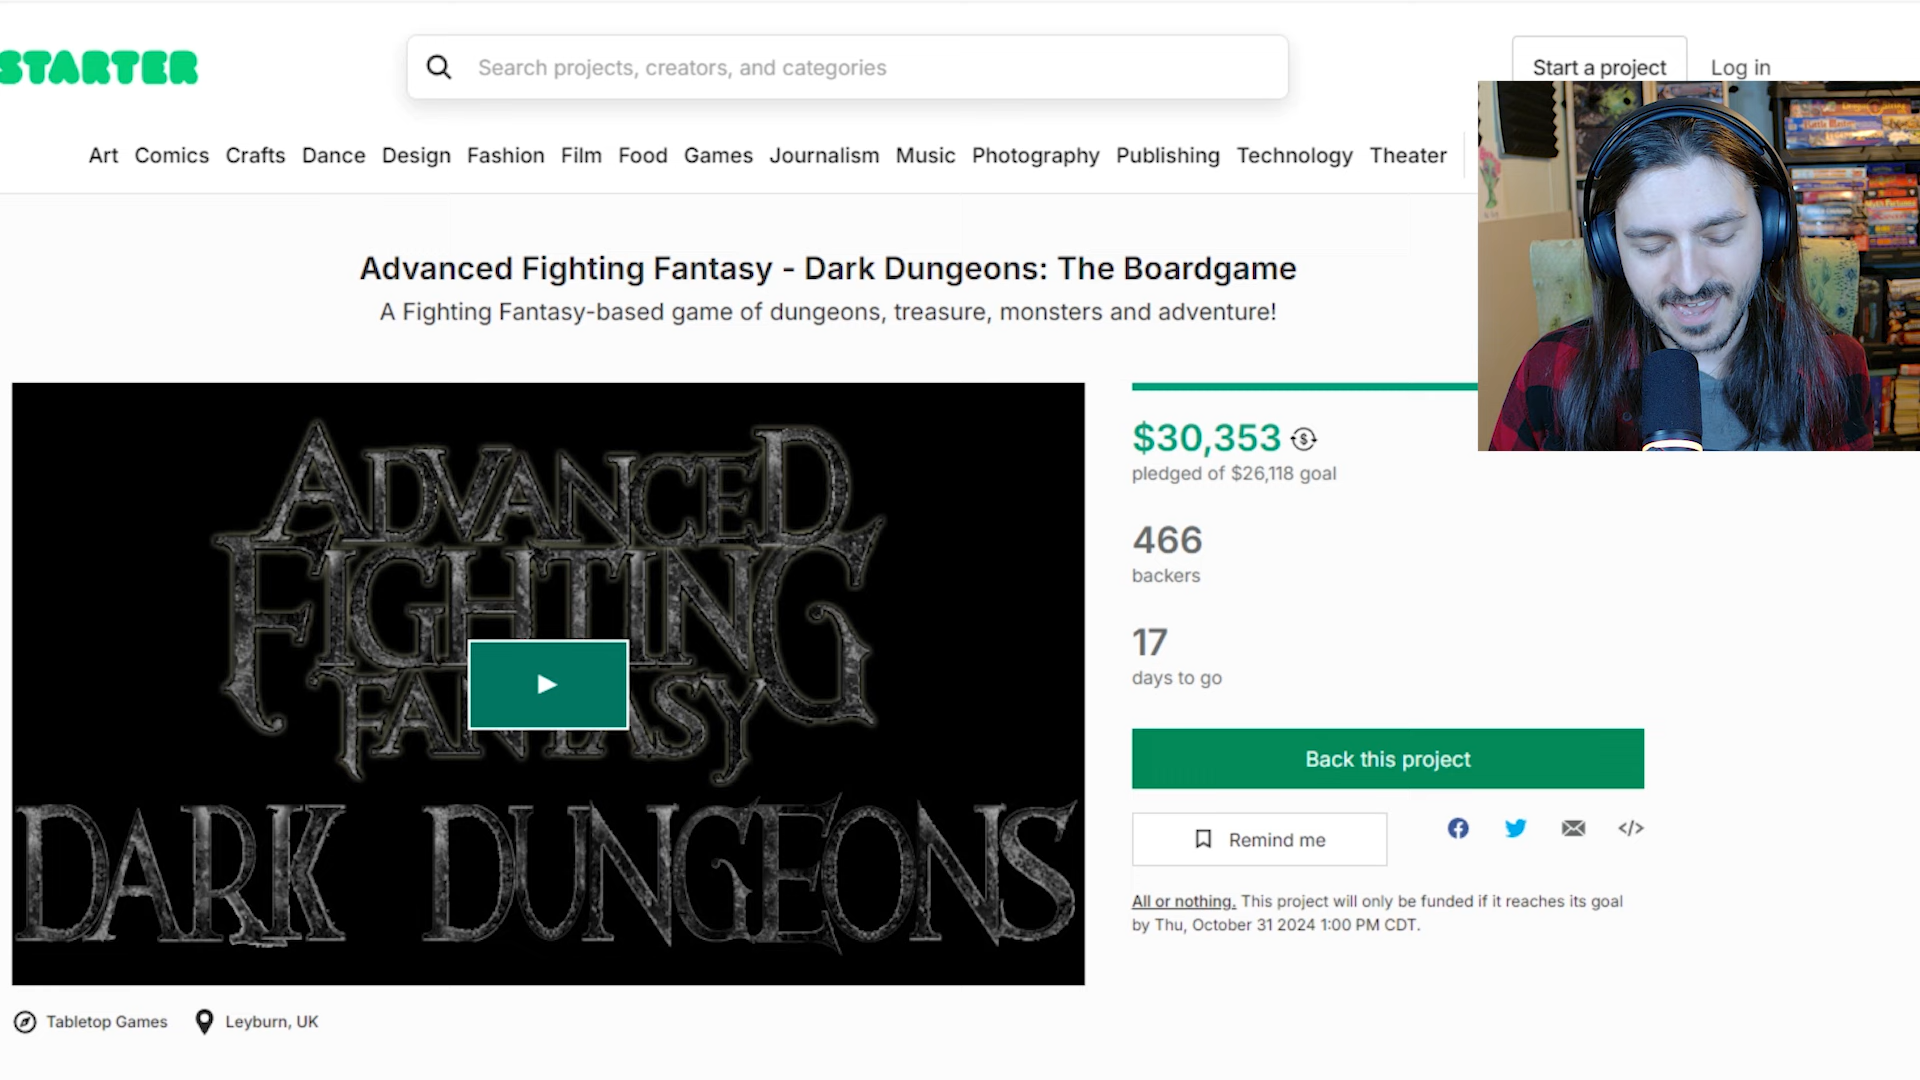 STARTER
Search projects, creators, and categories
Start a project
Log in
Art Comics Crafts Dance Design Fashion Film Food Games Journalism Music Photography Publishing Technology Theater
Advanced Fighting Fantasy - Dark Dungeons: The Boardgame
A Fighting Fantasy-based game of dungeons, treasure, monsters and adventure!
ADVANCED
FIGHTING
FANTASY
DARK DUNGEONS
$30,353
pledged of $26,118 goal
466
backers
17
days to go
Back this project
Remind me
All or nothing. This project will only be funded if it reaches its goal
by Thu, October 31 2024 1:00 PM CDT.
Tabletop Games
Leyburn, UK